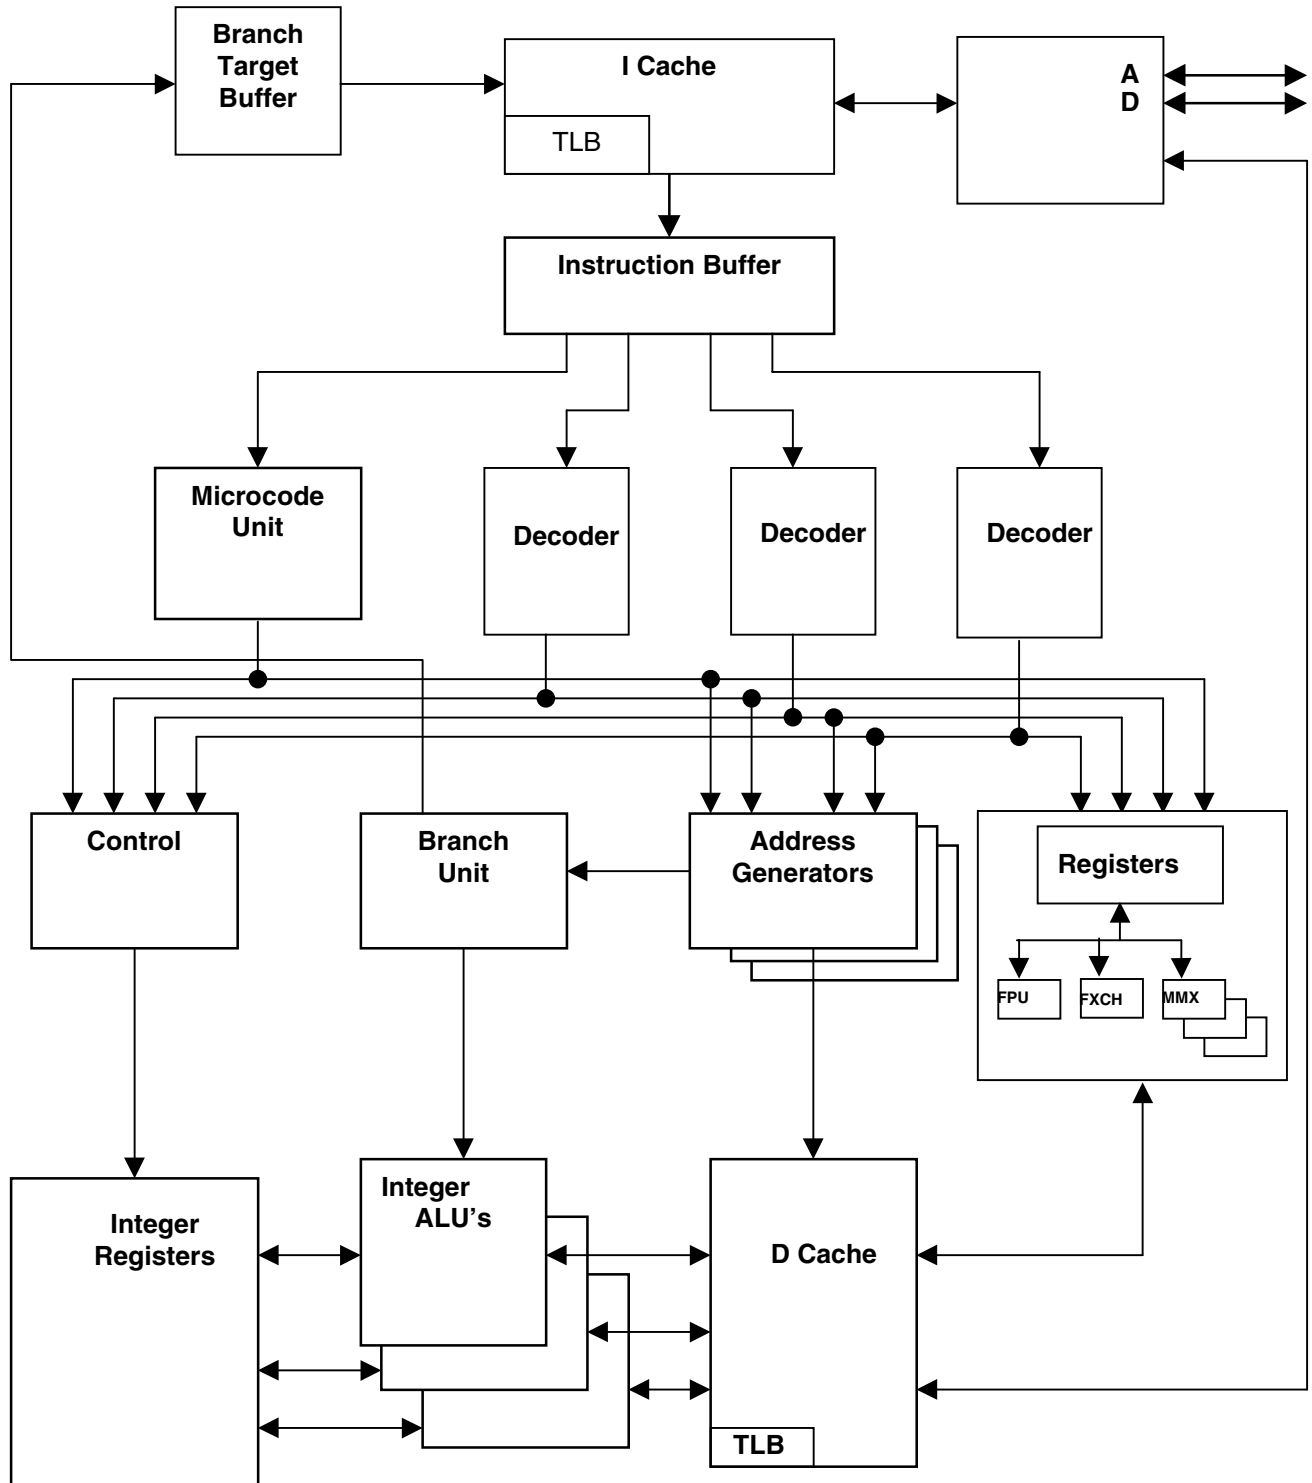 Branch
Target
Buffer
I Cache
TLB
A
D
Instruction Buffer
Microcode
Unit
Decoder
Decoder
Decoder
Control
Branch
Unit
Address
Generators
Registers
FPU
FXCH
MMX
Integer
Registers
Integer
ALU's
D Cache
TLB